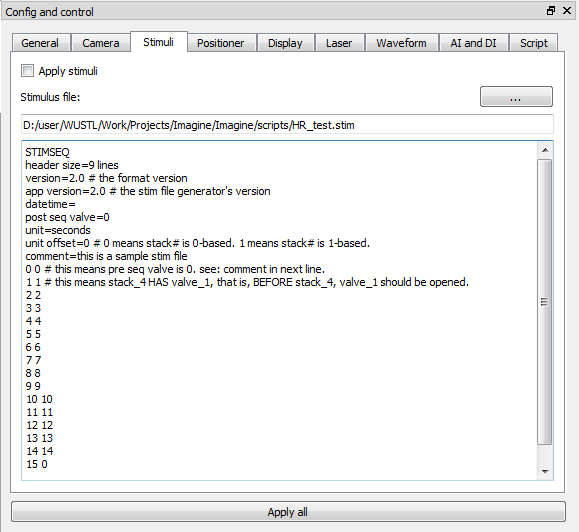 Config and control
General Camera Stimuli Positioner Display Laser Waveform AI and DI Script
Apply stimuli
Stimulus file:
...
D:/user/WUSTL/Work/Projects/Imagine/Imagine/scripts/HR_test.stim
STIMSEQ
header size=9 lines
version=2.0 # the format version
app version=2.0 # the stim file generator's version
datetime=
post seq valve=0
unit=seconds
unit offset=0 # 0 means stack# is 0-based. 1 means stack# is 1-based.
comment=this is a sample stim file
0 0 # this means pre seq valve is 0. see: comment in next line.
1 1 # this means stack_4 HAS valve_1, that is, BEFORE stack_4, valve_1 should be opened.
2 2
3 3
4 4
5 5
6 6
7 7
8 8
9 9
10 10
11 11
12 12
13 13
14 14
15 0
Apply all